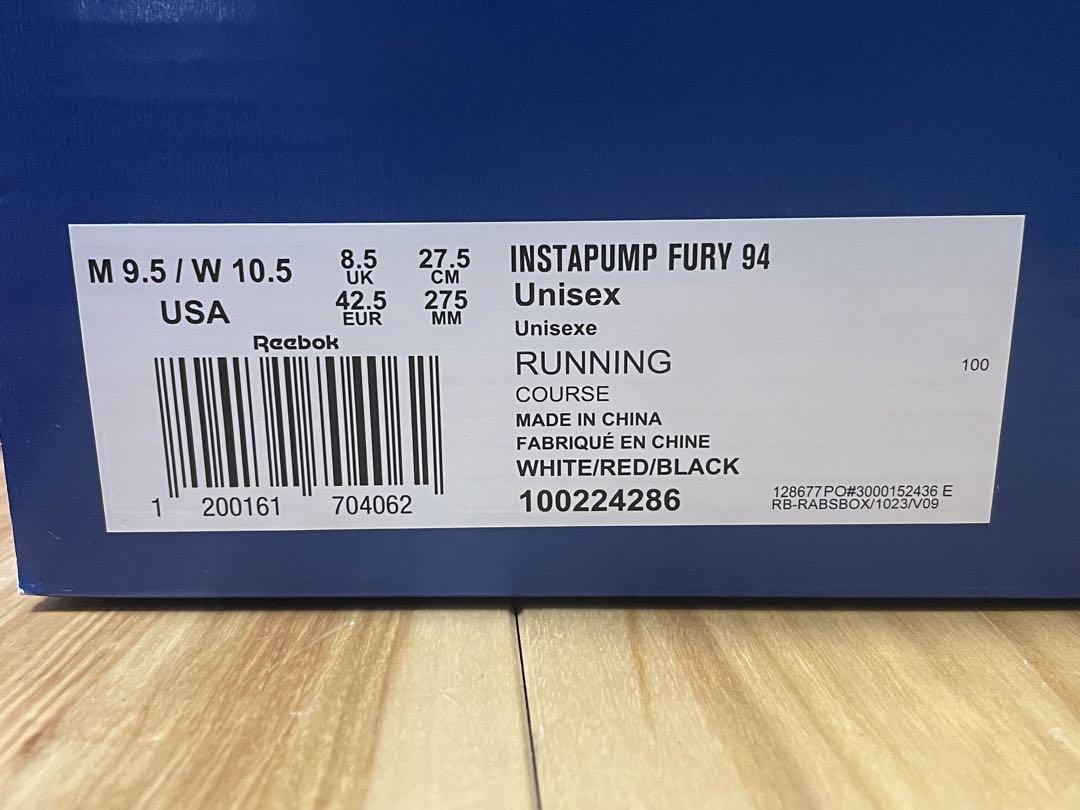 M 9.5 / W 10.5
USA
8.5
UK
27.5
CM
42.5
EUR
275
MM
Reebok
1 200161 704062
INSTAPUMP FURY 94
Unisex
Unisexe
RUNNING
COURSE
MADE IN CHINA
FABRIQUÉ EN CHINE
WHITE/RED/BLACK
100224286
100
128677PO#3000152436 E
RB-RABSBOX/1023/V09